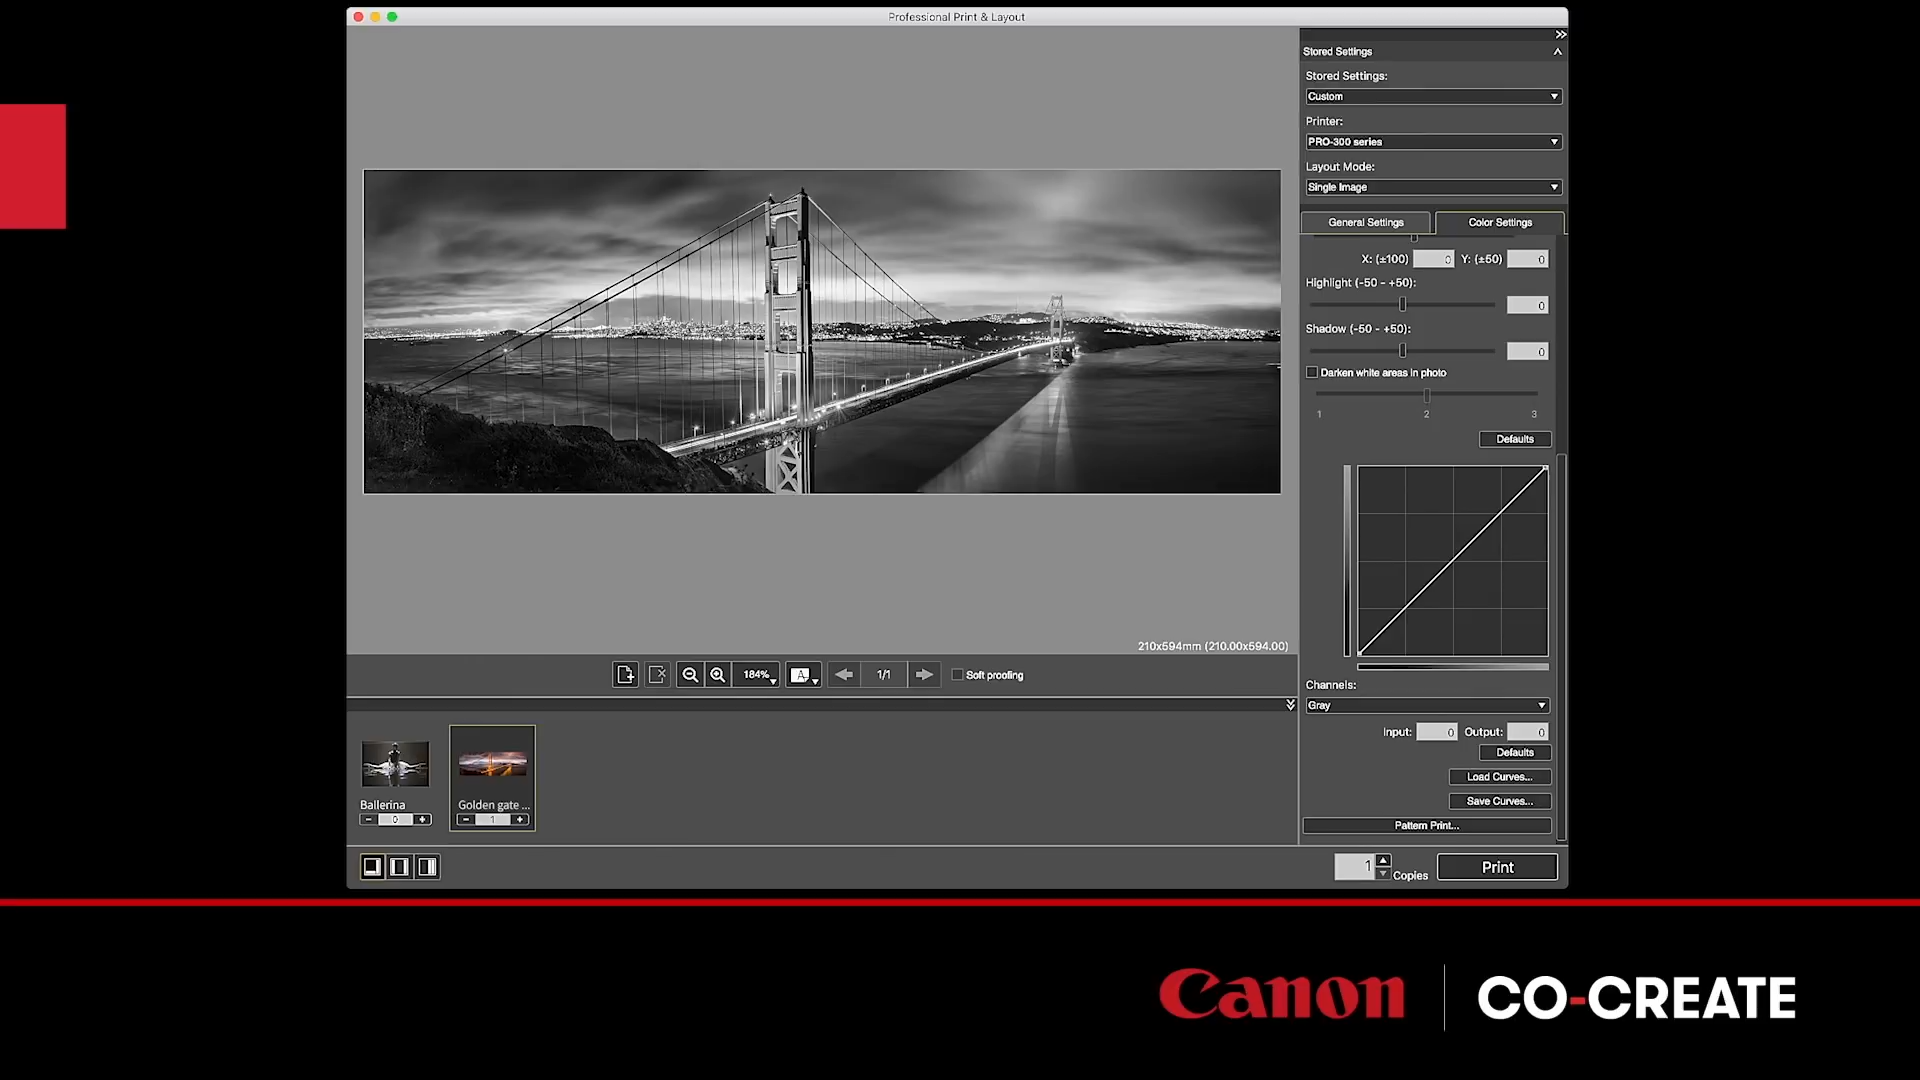 Professional Print & Layout
Stored Settings
Stored Settings:
Custom
Printer:
PRO-300 series
Layout Mode:
Single Image
General Settings
Color Settings
X: (±100) 0 Y: (±50) 0
Highlight (-50 - +50):
0
Shadow (-50 - +50):
0
Darken white areas in photo
1 2 3
Defaults
210x594mm (210.00x594.00)
184%
A
1/1
Soft proofing
Channels:
Gray
Input: 0 Output: 0
Defaults
Load Curves...
Save Curves...
Pattern Print...
Ballerina
- 0 +
Golden gate ...
- 1 +
1
Copies
Print
Canon
CO-CREATE